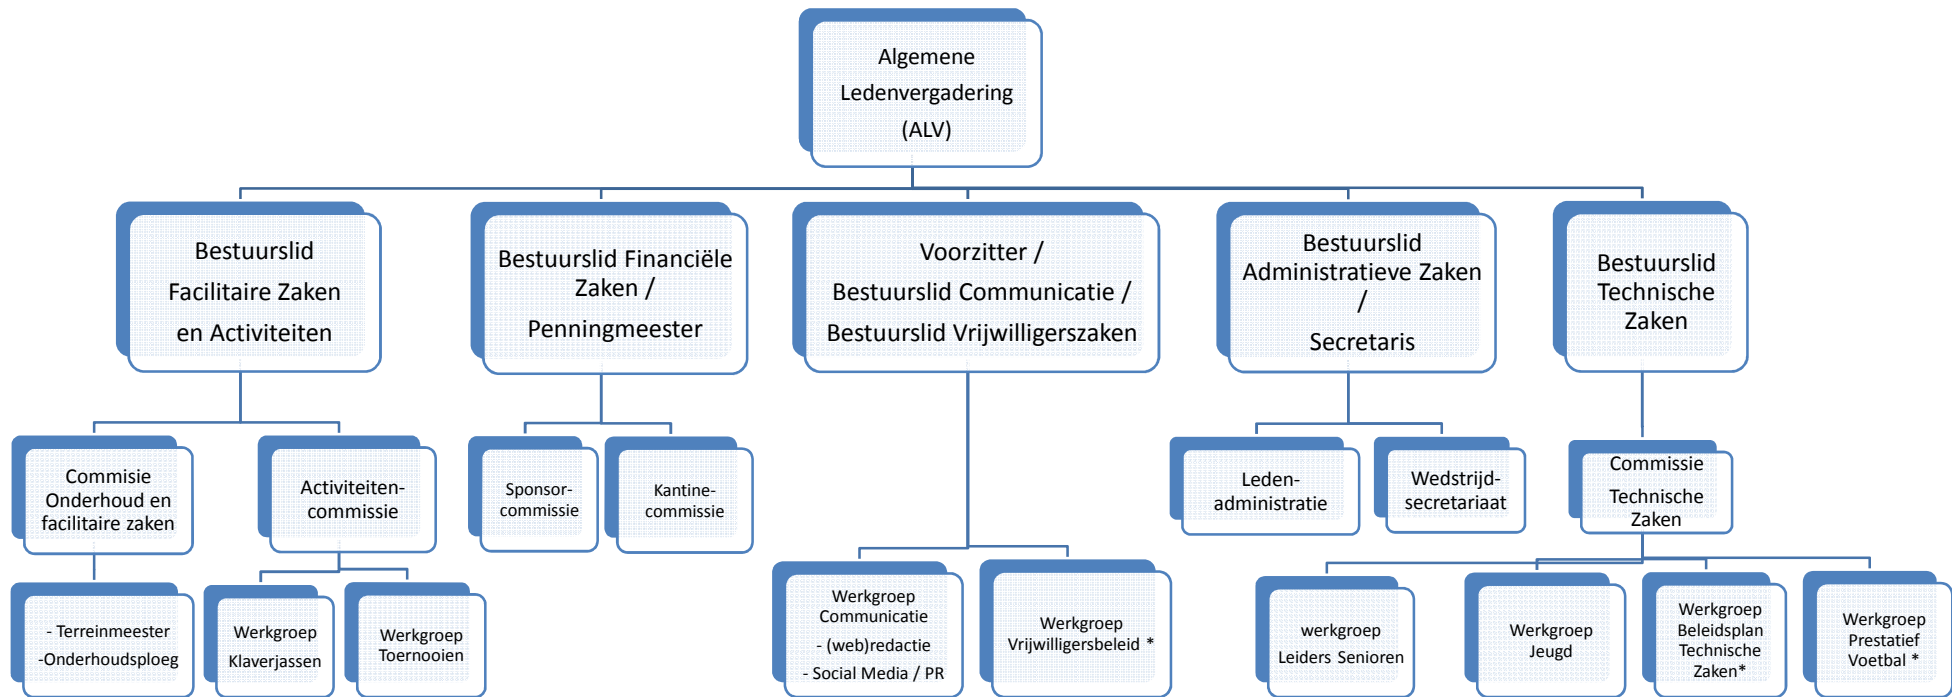 Algemene
Ledenvergadering
(ALV)
Bestuurslid
Facilitaire Zaken
en Activiteiten
Bestuurslid Financiële
Zaken /
Penningmeester
Voorzitter /
Bestuurslid Communicatie /
Bestuurslid Vrijwilligerszaken
Bestuurslid
Administratieve Zaken
/
Secretaris
Bestuurslid
Technische
Zaken
Commisie
Onderhoud en
facilitaire zaken
Activiteiten-
commissie
Sponsor-
commissie
Kantine-
commissie
Leden-
administratie
Wedstrijd-
secretariaat
Commissie
Technische
Zaken
- Terreinmeester
-Onderhoudsploeg
Werkgroep
Klaverjassen
Werkgroep
Toernooien
Werkgroep
Communicatie
- (web)redactie
- Social Media / PR
Werkgroep
Vrijwilligersbeleid *
werkgroep
Leiders Senioren
Werkgroep
Jeugd
Werkgroep
Beleidsplan
Technische
Zaken*
Werkgroep
Prestatief
Voetbal *